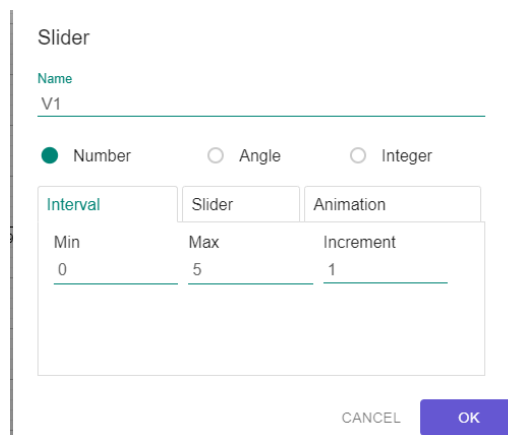 Slider
Name
V1
Number Angle Integer
Interval Slider Animation
Min Max Increment
0 5 1
CANCEL OK